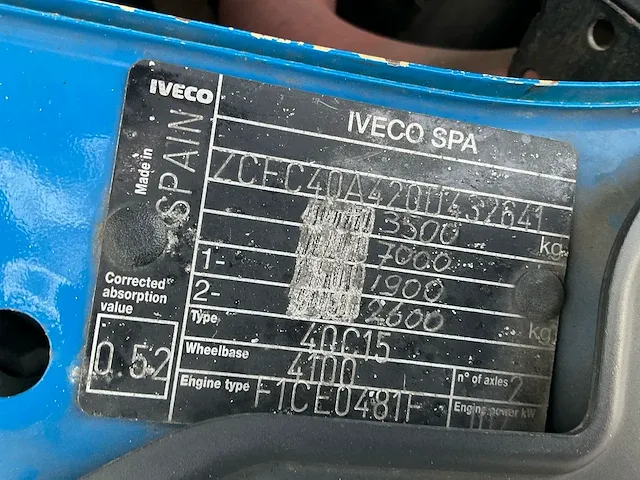 IVECO
IVECO SPA
Made in SPAIN
ZCFC40A4200432641
3500 kg
7000
1- 1900
2- 2600 kg
Type 40C15
Wheelbase 4100
n° of axles 2
Engine type F1CE0481F
Engine power kW 107
Corrected
absorption
value
0.52